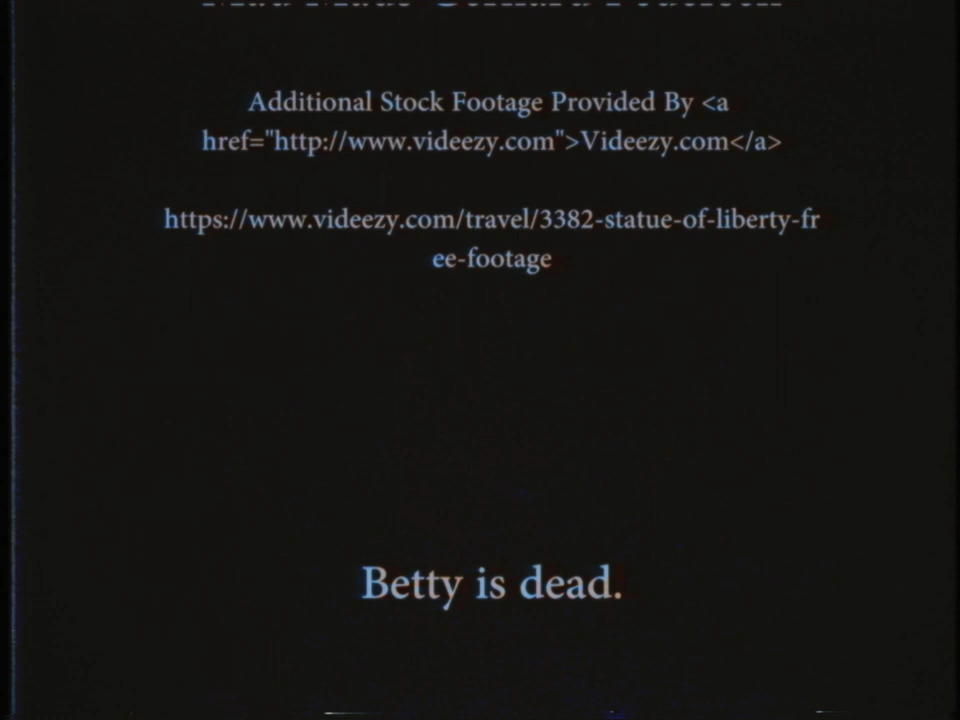 Additional Stock Footage Provided By <a
href="http://www.videezy.com">Videezy.com</a>
https://www.videezy.com/travel/3382-statue-of-liberty-fr
ee-footage
Betty is dead.